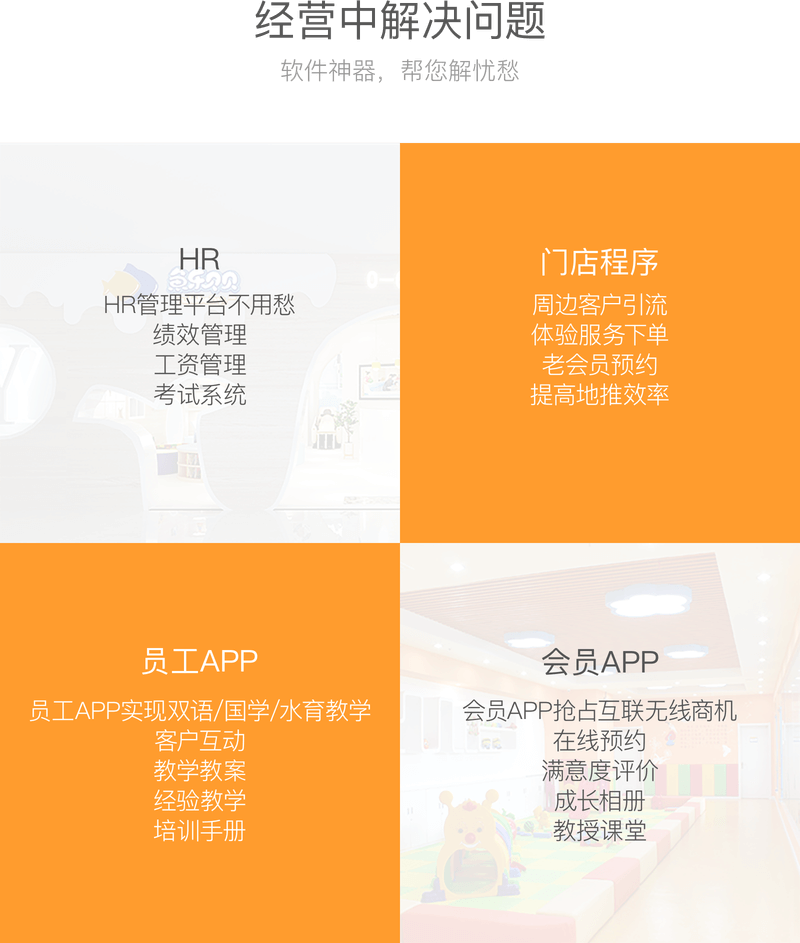 经营中解决问题
软件神器，帮您解忧愁
HR
HR管理平台不用愁
绩效管理
工资管理
考试系统
门店程序
周边客户引流
体验服务下单
老会员预约
提高地推效率
员工APP
员工APP实现双语/国学/水育教学
客户互动
教学教案
经验教学
培训手册
会员APP
会员APP抢占互联无线商机
在线预约
满意度评价
成长相册
教授课堂